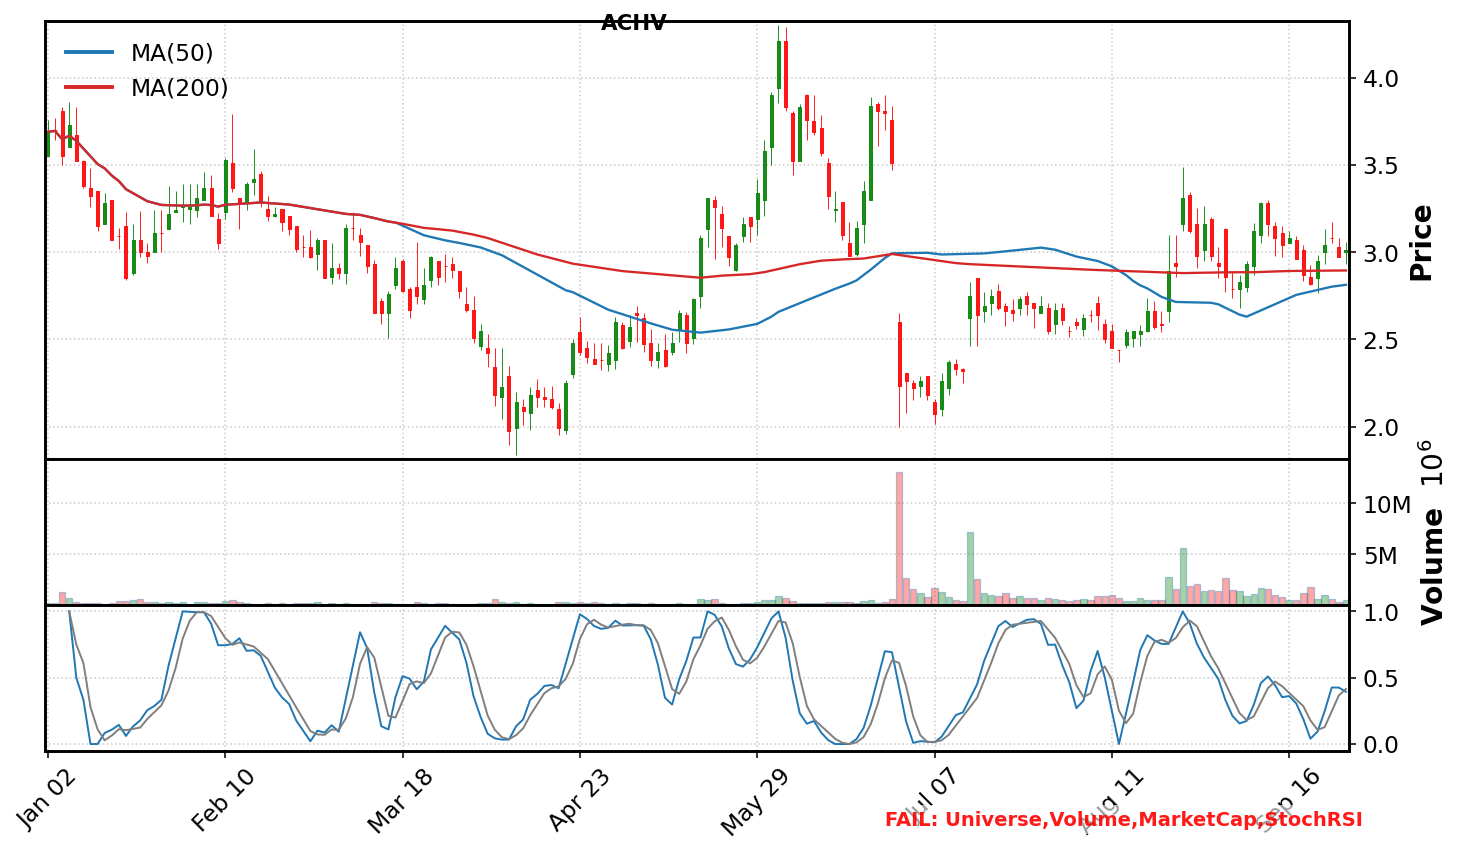 ACHV
MA(50)
MA(200)
4.0
3.5
3.0
2.5
2.0
Price
10M
5M
Volume 10^6
1.0
0.5
0.0
Jan 02
Feb 10
Mar 18
Apr 23
May 29
Jul 07
Aug 11
Sep 16
FAIL: Universe,Volume,MarketCap,StochRSI